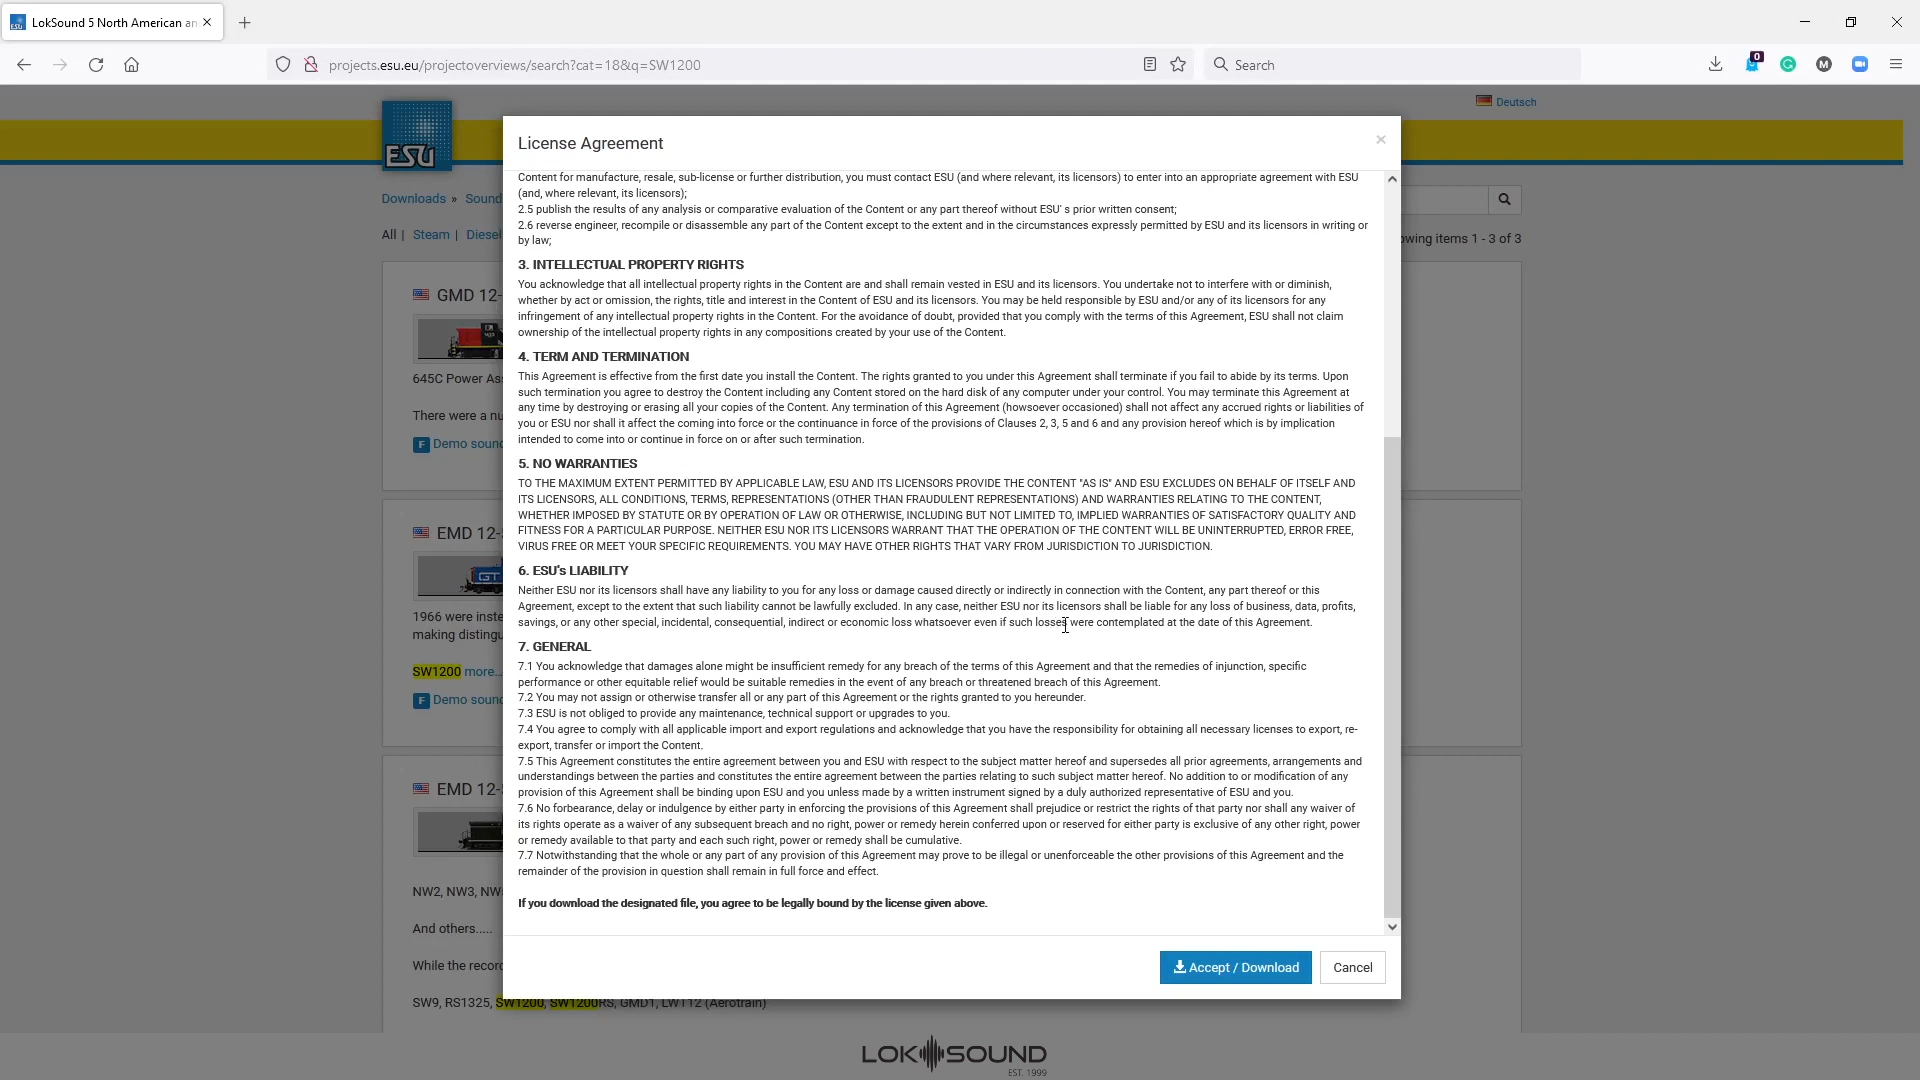 LokSound 5 North American an
projects.esu.eu/projectoverviews/search?cat=18&q=SW1200
Search
0
M
Deutsch
ESU
Downloads » Sound
All | Steam | Diesel
wing items 1 - 3 of 3
GMD 12-
645C Power Ass
There were a nu
F Demo sound
EMD 12-
GT
1966 were inste
making distingu
SW1200 more...
F Demo sound
EMD 12-
NW2, NW3, NW
And others.....
While the record
SW9, RS1325, SW1200, SW1200RS, GMD1, LWT12 (Aerotrain)
License Agreement
×
Content for manufacture, resale, sub-license or further distribution, you must contact ESU (and where relevant, its licensors) to enter into an appropriate agreement with ESU
(and, where relevant, its licensors);
2.5 publish the results of any analysis or comparative evaluation of the Content or any part thereof without ESU' s prior written consent;
2.6 reverse engineer, recompile or disassemble any part of the Content except to the extent and in the circumstances expressly permitted by ESU and its licensors in writing or
by law;
3. INTELLECTUAL PROPERTY RIGHTS
You acknowledge that all intellectual property rights in the Content are and shall remain vested in ESU and its licensors. You undertake not to interfere with or diminish,
whether by act or omission, the rights, title and interest in the Content of ESU and its licensors. You may be held responsible by ESU and/or any of its licensors for any
infringement of any intellectual property rights in the Content. For the avoidance of doubt, provided that you comply with the terms of this Agreement, ESU shall not claim
ownership of the intellectual property rights in any compositions created by your use of the Content.
4. TERM AND TERMINATION
This Agreement is effective from the first date you install the Content. The rights granted to you under this Agreement shall terminate if you fail to abide by its terms. Upon
such termination you agree to destroy the Content including any Content stored on the hard disk of any computer under your control. You may terminate this Agreement at
any time by destroying or erasing all your copies of the Content. Any termination of this Agreement (howsoever occasioned) shall not affect any accrued rights or liabilities of
you or ESU nor shall it affect the coming into force or the continuance in force of the provisions of Clauses 2, 3, 5 and 6 and any provision hereof which is by implication
intended to come into or continue in force on or after such termination.
5. NO WARRANTIES
TO THE MAXIMUM EXTENT PERMITTED BY APPLICABLE LAW, ESU AND ITS LICENSORS PROVIDE THE CONTENT "AS IS" AND ESU EXCLUDES ON BEHALF OF ITSELF AND
ITS LICENSORS, ALL CONDITIONS, TERMS, REPRESENTATIONS (OTHER THAN FRAUDULENT REPRESENTATIONS) AND WARRANTIES RELATING TO THE CONTENT,
WHETHER IMPOSED BY STATUTE OR BY OPERATION OF LAW OR OTHERWISE, INCLUDING BUT NOT LIMITED TO, IMPLIED WARRANTIES OF SATISFACTORY QUALITY AND
FITNESS FOR A PARTICULAR PURPOSE. NEITHER ESU NOR ITS LICENSORS WARRANT THAT THE OPERATION OF THE CONTENT WILL BE UNINTERRUPTED, ERROR FREE,
VIRUS FREE OR MEET YOUR SPECIFIC REQUIREMENTS. YOU MAY HAVE OTHER RIGHTS THAT VARY FROM JURISDICTION TO JURISDICTION.
6. ESU's LIABILITY
Neither ESU nor its licensors shall have any liability to you for any loss or damage caused directly or indirectly in connection with the Content, any part thereof or this
Agreement, except to the extent that such liability cannot be lawfully excluded. In any case, neither ESU nor its licensors shall be liable for any loss of business, data, profits,
savings, or any other special, incidental, consequential, indirect or economic loss whatsoever even if such losses were contemplated at the date of this Agreement.
7. GENERAL
7.1 You acknowledge that damages alone might be insufficient remedy for any breach of the terms of this Agreement and that the remedies of injunction, specific
performance or other equitable relief would be suitable remedies in the event of any breach or threatened breach of this Agreement.
7.2 You may not assign or otherwise transfer all or any part of this Agreement or the rights granted to you hereunder.
7.3 ESU is not obliged to provide any maintenance, technical support or upgrades to you.
7.4 You agree to comply with all applicable import and export regulations and acknowledge that you have the responsibility for obtaining all necessary licenses to export, re-
export, transfer or import the Content.
7.5 This Agreement constitutes the entire agreement between you and ESU with respect to the subject matter hereof and supersedes all prior agreements, arrangements and
understandings between the parties and constitutes the entire agreement between the parties relating to such subject matter hereof. No addition to or modification of any
provision of this Agreement shall be binding upon ESU and you unless made by a written instrument signed by a duly authorized representative of ESU and you.
7.6 No forbearance, delay or indulgence by either party in enforcing the provisions of this Agreement shall prejudice or restrict the rights of that party nor shall any waiver of
its rights operate as a waiver of any subsequent breach and no right, power or remedy herein conferred upon or reserved for either party is exclusive of any other right, power
or remedy available to that party and each such right, power or remedy shall be cumulative.
7.7 Notwithstanding that the whole or any part of any provision of this Agreement may prove to be illegal or unenforceable the other provisions of this Agreement and the
remainder of the provision in question shall remain in full force and effect.
If you download the designated file, you agree to be legally bound by the license given above.
Accept / Download
Cancel
LOKSOUND
EST. 1999